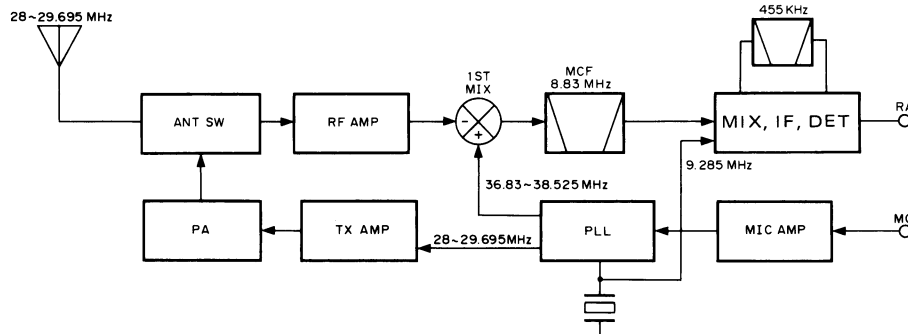 28~29.695 MHz
455 KHz
1ST
MIX
MCF
8.83 MHz
ANT SW
RF AMP
-
+
MIX, IF, DET
RA
9.285 MHz
36.83~38.525 MHz
PA
TX AMP
28~29.695MHz
PLL
MIC AMP